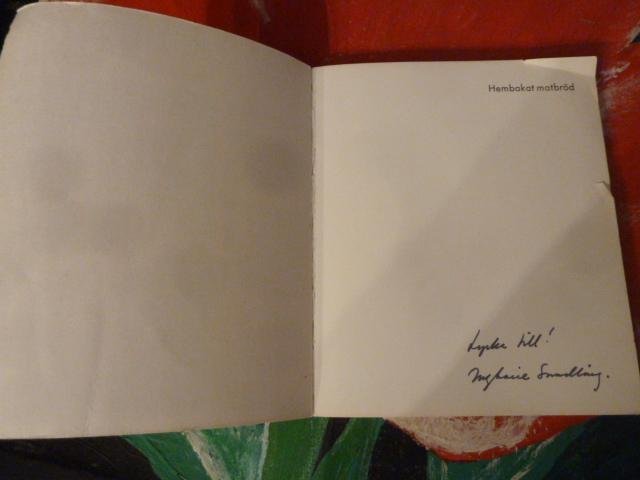 Hembakat matbröd
Lycka till!